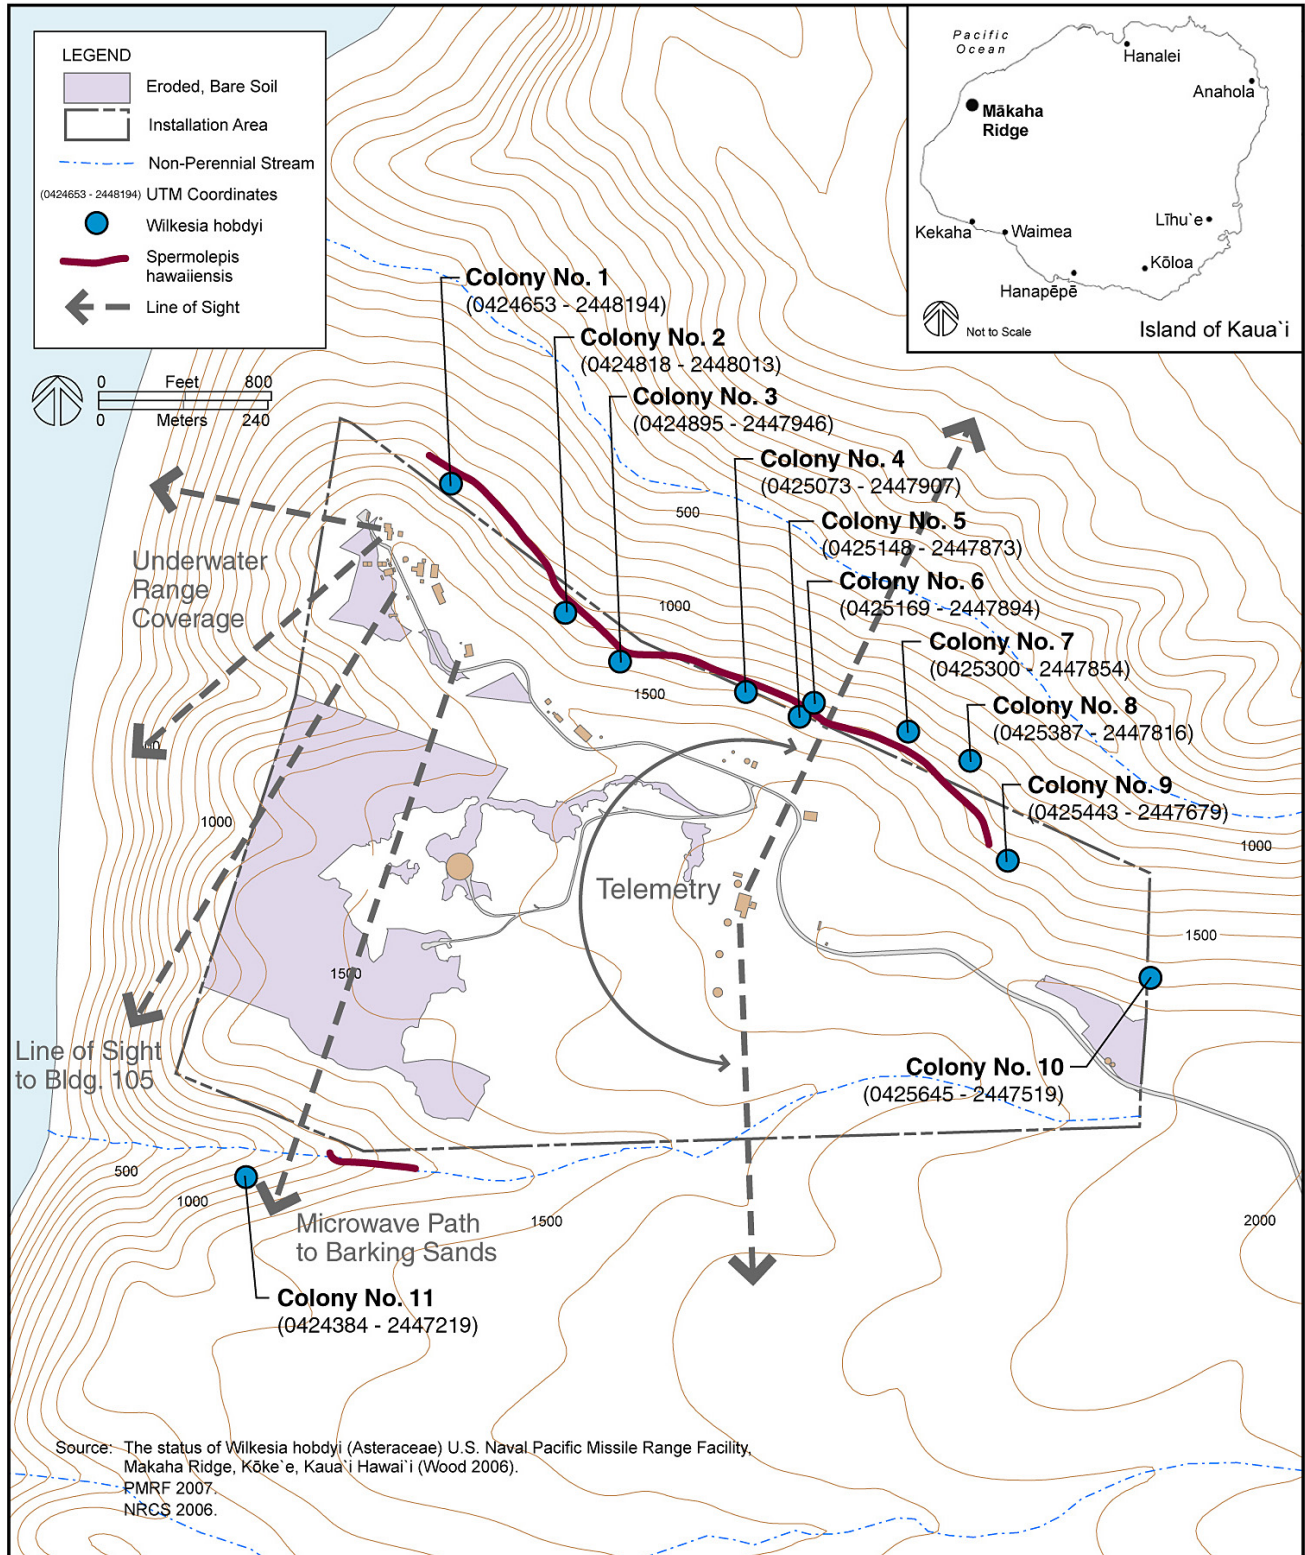 LEGEND
Eroded, Bare Soil
Installation Area
Non-Perennial Stream
(0424653 - 2448194) UTM Coordinates
Wilkesia hobdyi
Spermolepis
hawaiiensis
Line of Sight
0 Feet 800
0 Meters 240
Pacific
Ocean
Hanalei
Anahola
Mākaha
Ridge
Līhu`e
Kekaha
Waimea
Kōloa
Hanapēpē
Not to Scale
Island of Kaua`i
Colony No. 1
(0424653 - 2448194)
Colony No. 2
(0424818 - 2448013)
Colony No. 3
(0424895 - 2447946)
Colony No. 4
(0425073 - 2447907)
500
Colony No. 5
(0425148 - 2447873)
Underwater
Range
Coverage
Colony No. 6
(0425169 - 2447894)
1000
Colony No. 7
(0425300 - 2447854)
1500
Colony No. 8
(0425387 - 2447816)
Colony No. 9
(0425443 - 2447679)
1000
1000
Telemetry
1500
1500
Line of Sight
to Bldg. 105
Colony No. 10
(0425645 - 2447519)
500
1000
1500
2000
Microwave Path
to Barking Sands
Colony No. 11
(0424384 - 2447219)
Source: The status of Wilkesia hobdyi (Asteraceae) U.S. Naval Pacific Missile Range Facility,
Makaha Ridge, Kōke`e, Kaua`i Hawai`i (Wood 2006).
PMRF 2007.
NRCS 2006.